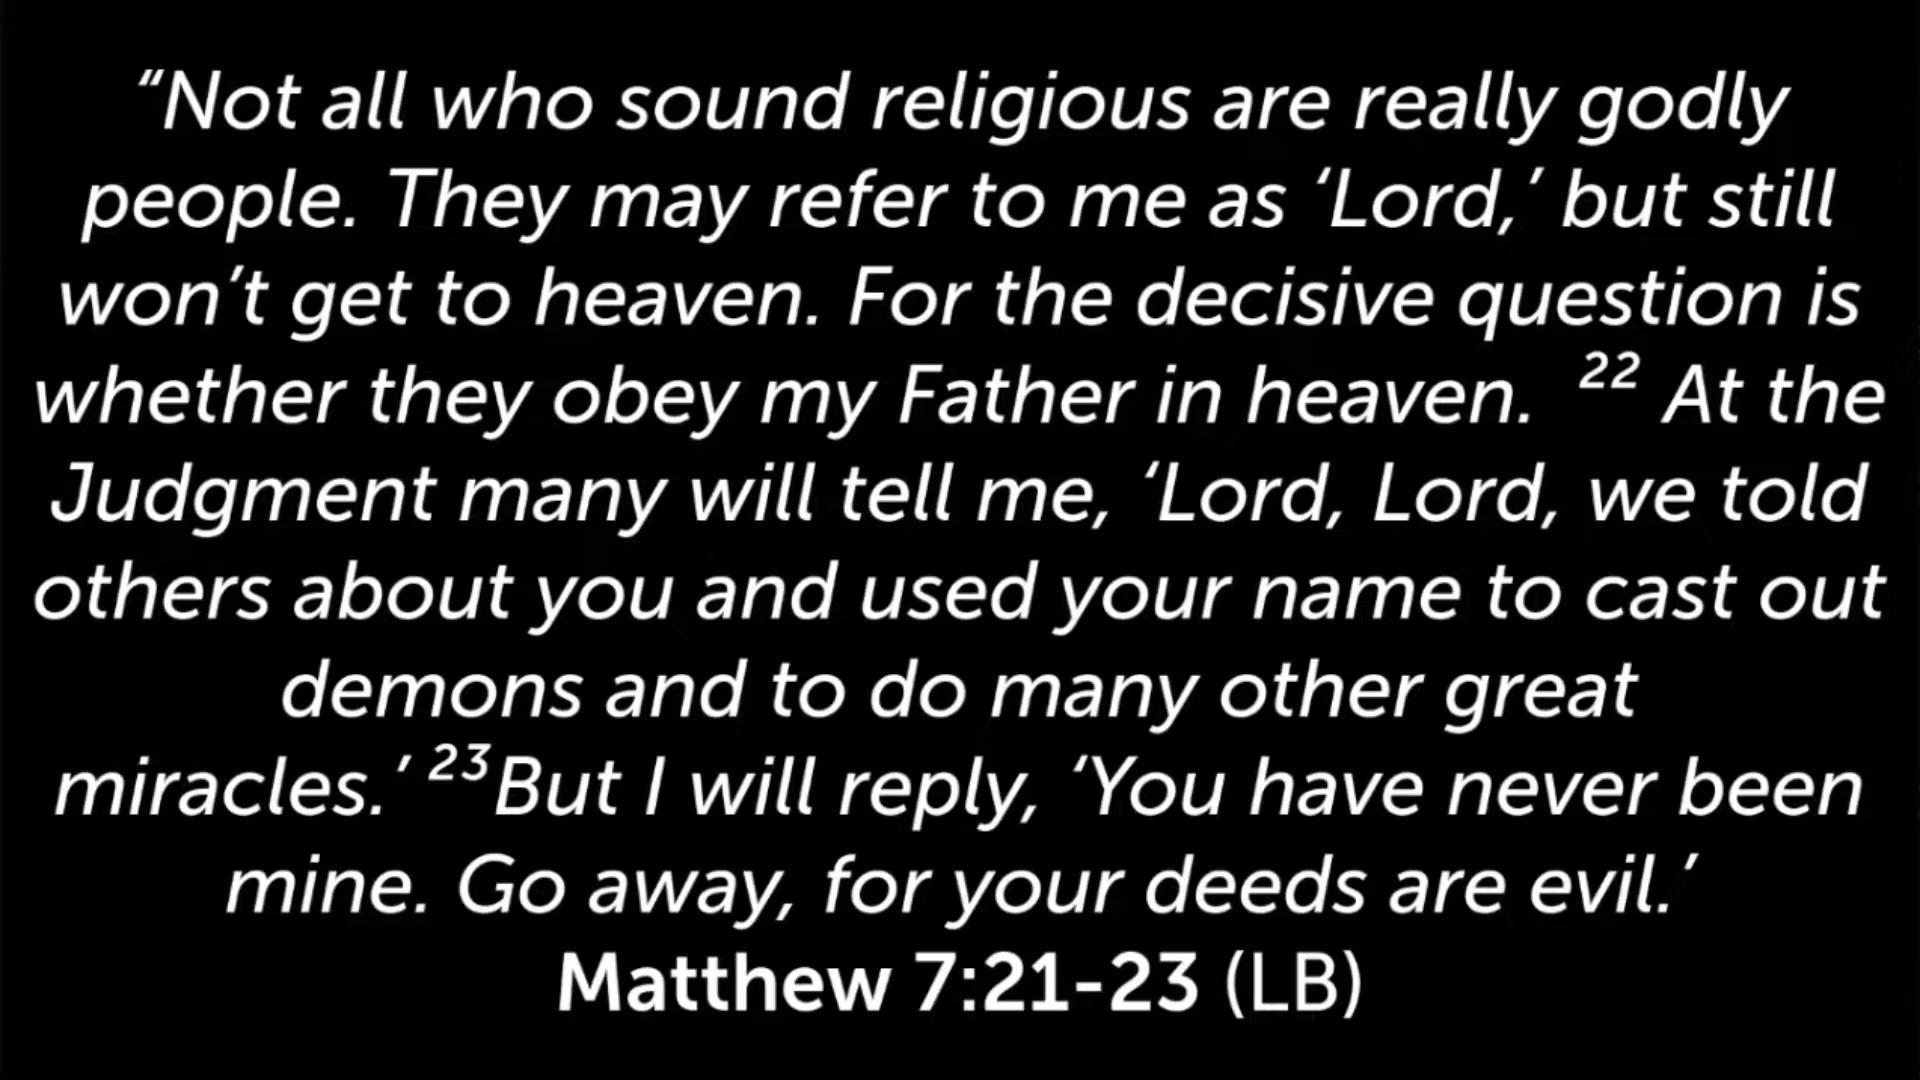 “Not all who sound religious are really godly
people. They may refer to me as ‘Lord,’ but still
won’t get to heaven. For the decisive question is
whether they obey my Father in heaven. ²² At the
Judgment many will tell me, ‘Lord, Lord, we told
others about you and used your name to cast out
demons and to do many other great
miracles.’ ²³But I will reply, ‘You have never been
mine. Go away, for your deeds are evil.’
Matthew 7:21-23 (LB)